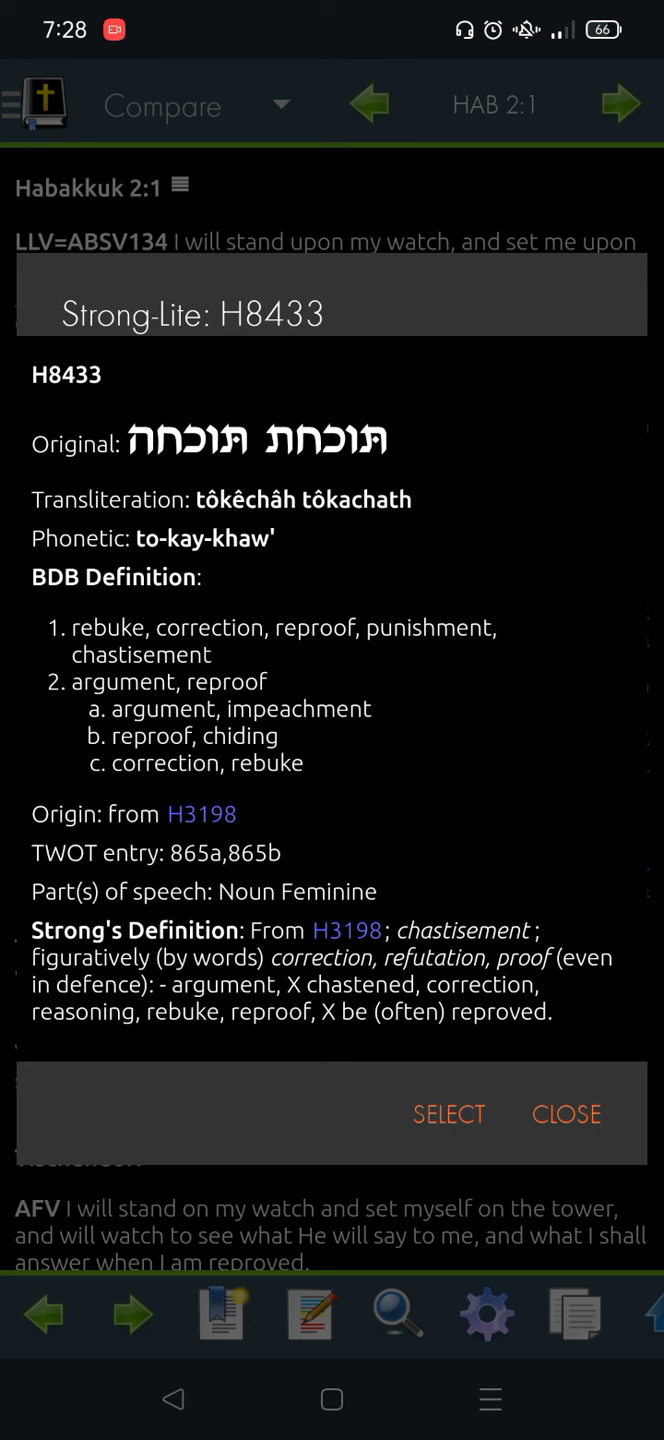 7:28
66
Compare
HAB 2:1
Habakkuk 2:1
LLV=ABSV134 I will stand upon my watch, and set me upon
Strong-Lite: H8433
H8433
Original: תּוכחה תּוכחת
Transliteration: tôkêchâh tôkachath
Phonetic: to-kay-khaw'
BDB Definition:
1. rebuke, correction, reproof, punishment,
chastisement
2. argument, reproof
a. argument, impeachment
b. reproof, chiding
c. correction, rebuke
Origin: from H3198
TWOT entry: 865a,865b
Part(s) of speech: Noun Feminine
Strong's Definition: From H3198; chastisement;
figuratively (by words) correction, refutation, proof (even
in defence): - argument, X chastened, correction,
reasoning, rebuke, reproof, X be (often) reproved.
SELECT CLOSE
AFV I will stand on my watch and set myself on the tower,
and will watch to see what He will say to me, and what I shall
answer when I am reproved.